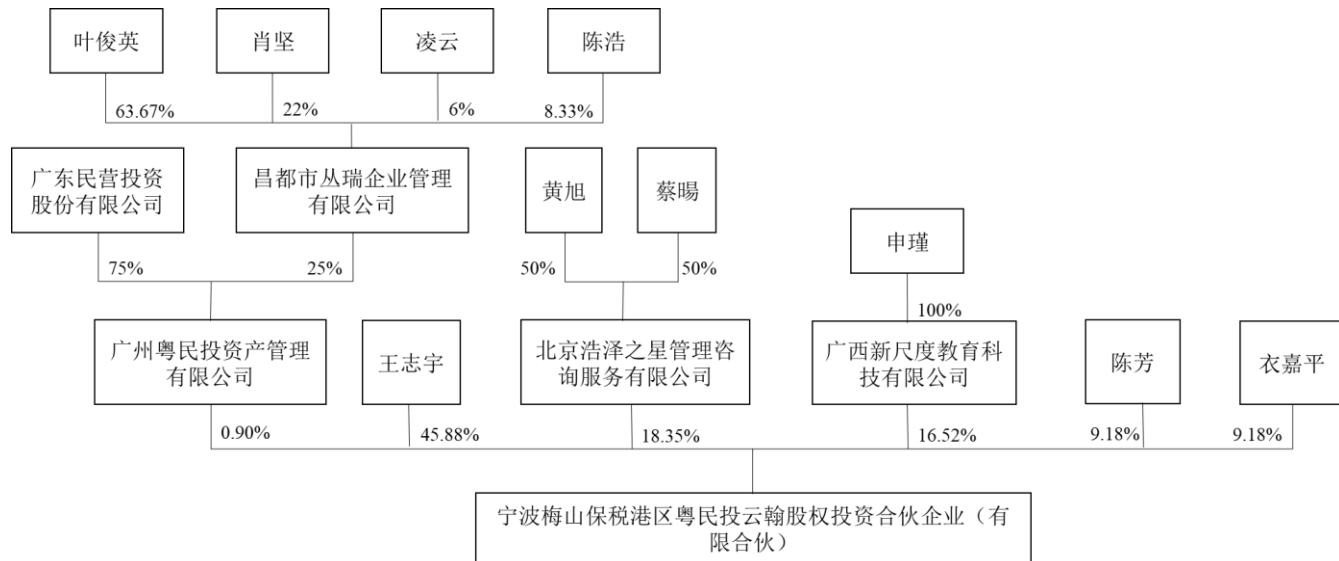 叶俊英
肖坚
凌云
陈浩
63.67%
22%
6%
8.33%
广东民营投资
股份有限公司
昌都市丛瑞企业管理
有限公司
黄旭
蔡暘
申瑾
75%
25%
50%
50%
100%
广州粤民投资产管理
有限公司
王志宇
北京浩泽之星管理咨
询服务有限公司
广西新尺度教育科
技有限公司
陈芳
衣嘉平
0.90%
45.88%
18.35%
16.52%
9.18%
9.18%
宁波梅山保税港区粤民投云翰股权投资合伙企业（有
限合伙）